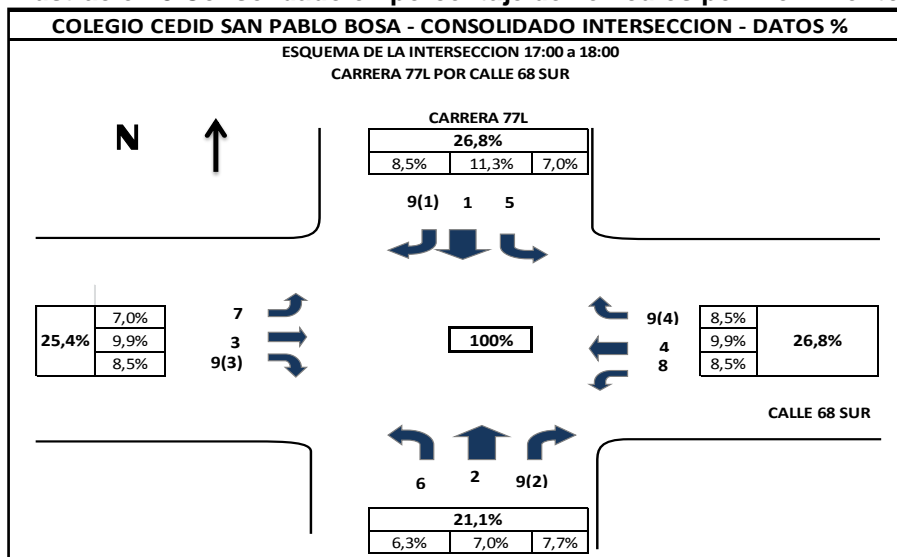 COLEGIO CEDID SAN PABLO BOSA - CONSOLIDADO INTERSECCION - DATOS %
ESQUEMA DE LA INTERSECCION 17:00 a 18:00
CARRERA 77L POR CALLE 68 SUR
N
CARRERA 77L
26,8%
8,5% 11,3% 7,0%
9(1) 1 5
25,4%
7,0%
9,9%
8,5%
7
3
9(3)
100%
9(4)
4
8
8,5%
9,9%
8,5%
26,8%
CALLE 68 SUR
6 2 9(2)
21,1%
6,3% 7,0% 7,7%